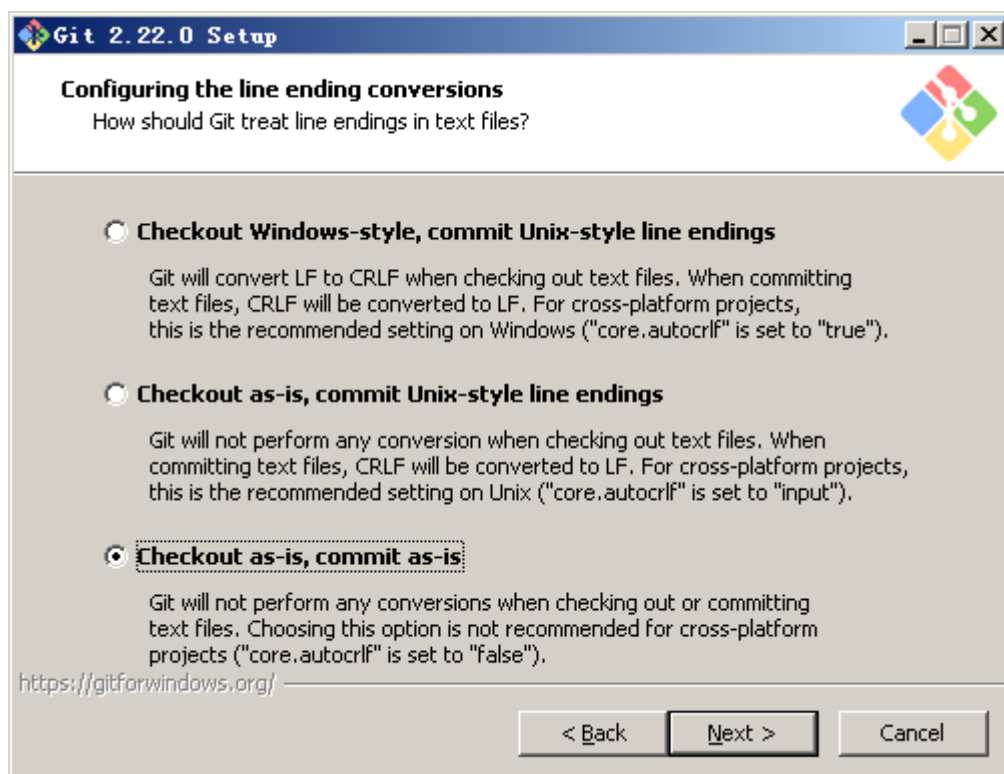 Git 2.22.0 Setup
Configuring the line ending conversions
How should Git treat line endings in text files?
Checkout Windows-style, commit Unix-style line endings
Git will convert LF to CRLF when checking out text files. When committing
text files, CRLF will be converted to LF. For cross-platform projects,
this is the recommended setting on Windows ("core.autocrlf" is set to "true").
Checkout as-is, commit Unix-style line endings
Git will not perform any conversion when checking out text files. When
committing text files, CRLF will be converted to LF. For cross-platform projects,
this is the recommended setting on Unix ("core.autocrlf" is set to "input").
Checkout as-is, commit as-is
Git will not perform any conversions when checking out or committing
text files. Choosing this option is not recommended for cross-platform
projects ("core.autocrlf" is set to "false").
https://gitforwindows.org/
< Back
Next >
Cancel